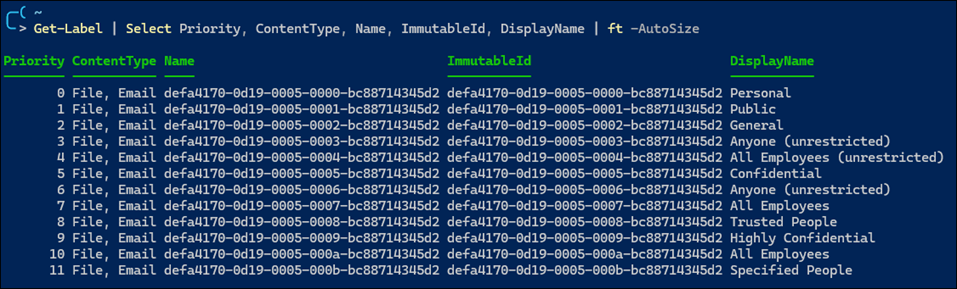 ~
> Get-Label | Select Priority, ContentType, Name, ImmutableId, DisplayName | ft -AutoSize
Priority ContentType Name ImmutableId DisplayName
0 File, Email defa4170-0d19-0005-0000-bc88714345d2 defa4170-0d19-0005-0000-bc88714345d2 Personal
1 File, Email defa4170-0d19-0005-0001-bc88714345d2 defa4170-0d19-0005-0001-bc88714345d2 Public
2 File, Email defa4170-0d19-0005-0002-bc88714345d2 defa4170-0d19-0005-0002-bc88714345d2 General
3 File, Email defa4170-0d19-0005-0003-bc88714345d2 defa4170-0d19-0005-0003-bc88714345d2 Anyone (unrestricted)
4 File, Email defa4170-0d19-0005-0004-bc88714345d2 defa4170-0d19-0005-0004-bc88714345d2 All Employees (unrestricted)
5 File, Email defa4170-0d19-0005-0005-bc88714345d2 defa4170-0d19-0005-0005-bc88714345d2 Confidential
6 File, Email defa4170-0d19-0005-0006-bc88714345d2 defa4170-0d19-0005-0006-bc88714345d2 Anyone (unrestricted)
7 File, Email defa4170-0d19-0005-0007-bc88714345d2 defa4170-0d19-0005-0007-bc88714345d2 All Employees
8 File, Email defa4170-0d19-0005-0008-bc88714345d2 defa4170-0d19-0005-0008-bc88714345d2 Trusted People
9 File, Email defa4170-0d19-0005-0009-bc88714345d2 defa4170-0d19-0005-0009-bc88714345d2 Highly Confidential
10 File, Email defa4170-0d19-0005-000a-bc88714345d2 defa4170-0d19-0005-000a-bc88714345d2 All Employees
11 File, Email defa4170-0d19-0005-000b-bc88714345d2 defa4170-0d19-0005-000b-bc88714345d2 Specified People